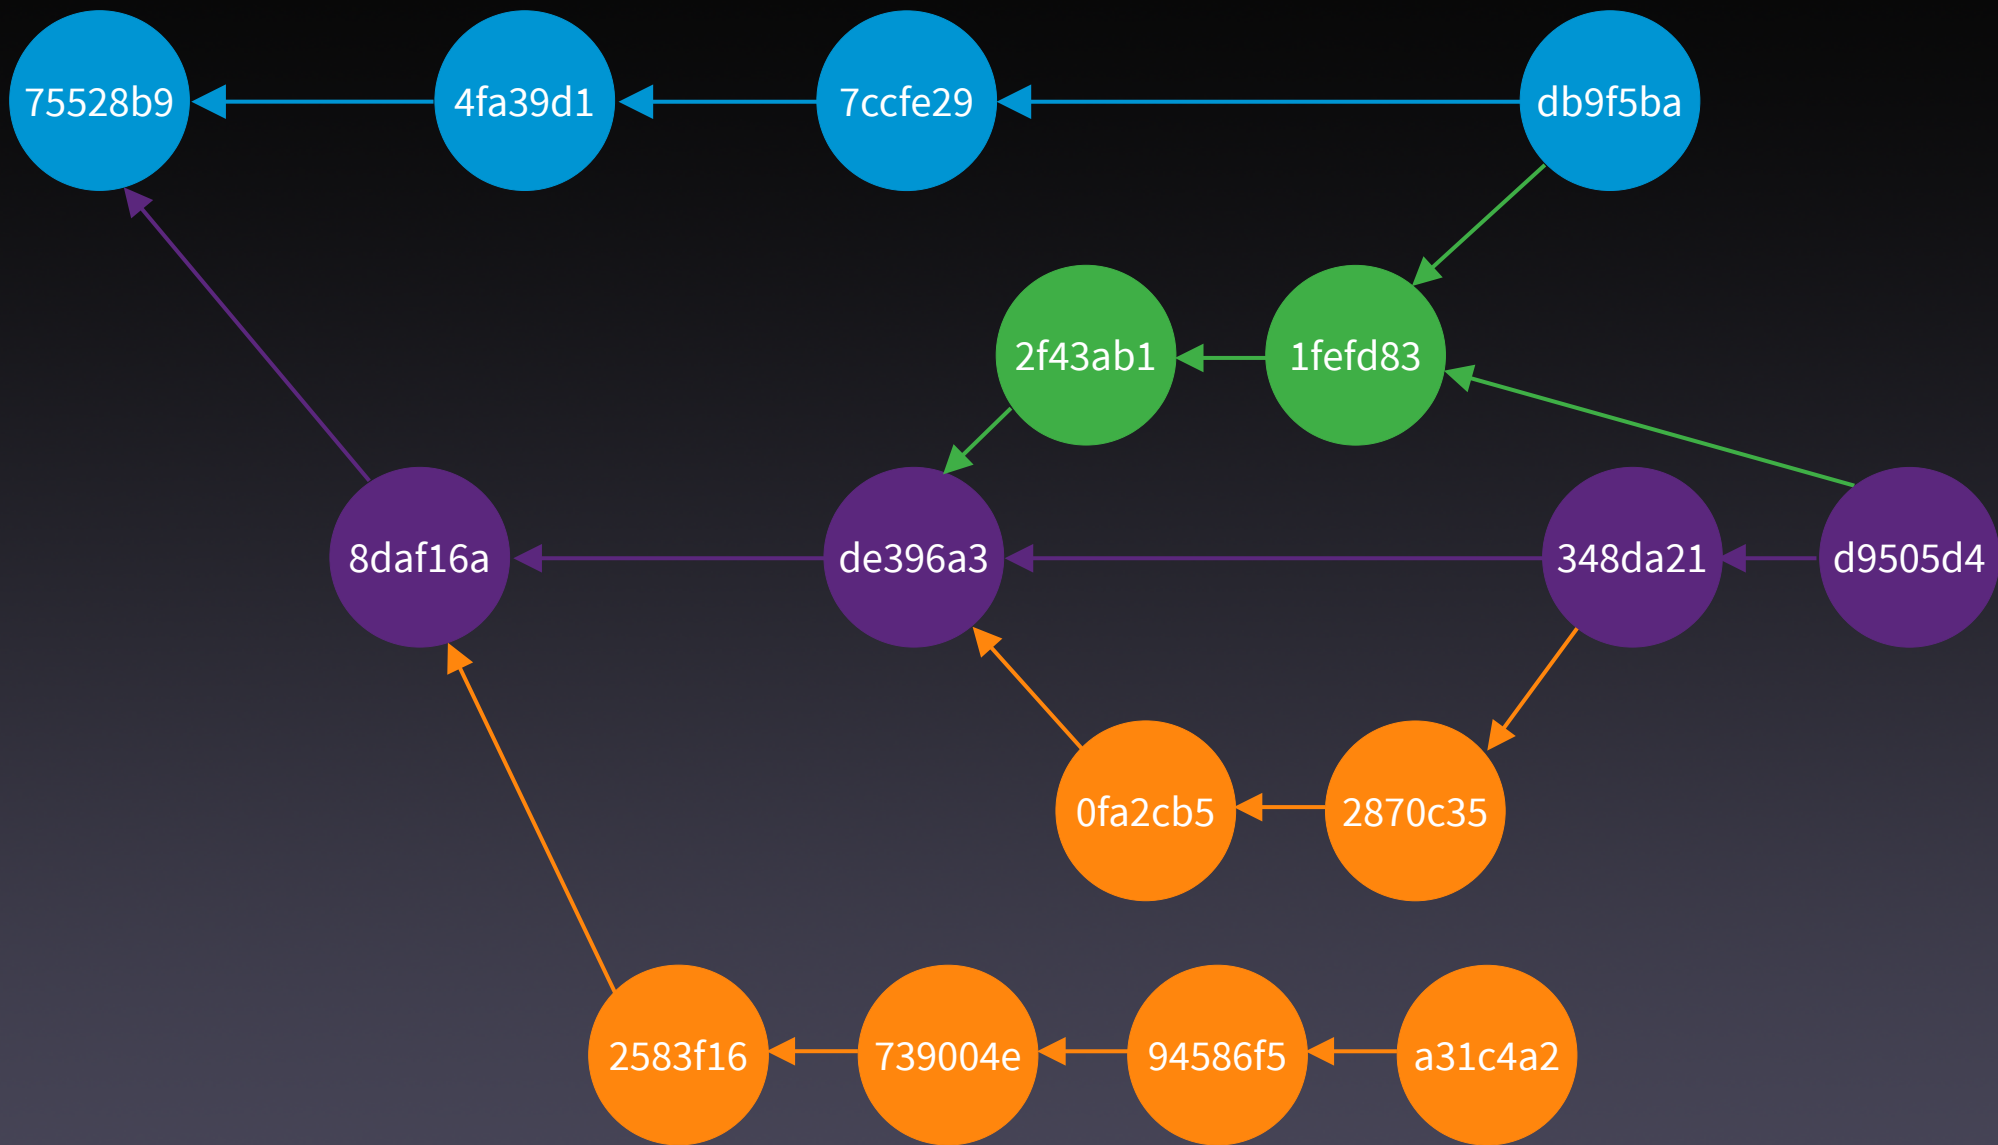 75528b9
4fa39d1
7ccfe29
db9f5ba
2f43ab1
1fefd83
8daf16a
de396a3
348da21
d9505d4
0fa2cb5
2870c35
2583f16
739004e
94586f5
a31c4a2